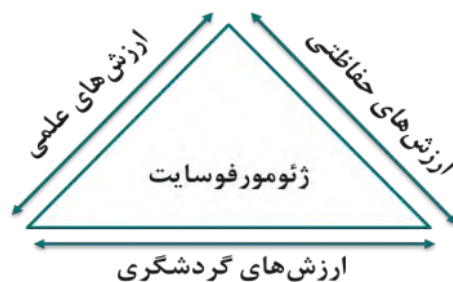 ارزش‌های علمی
ارزش‌های حفاظتی
ژئومورفوسایت
ارزش‌های گردشگری